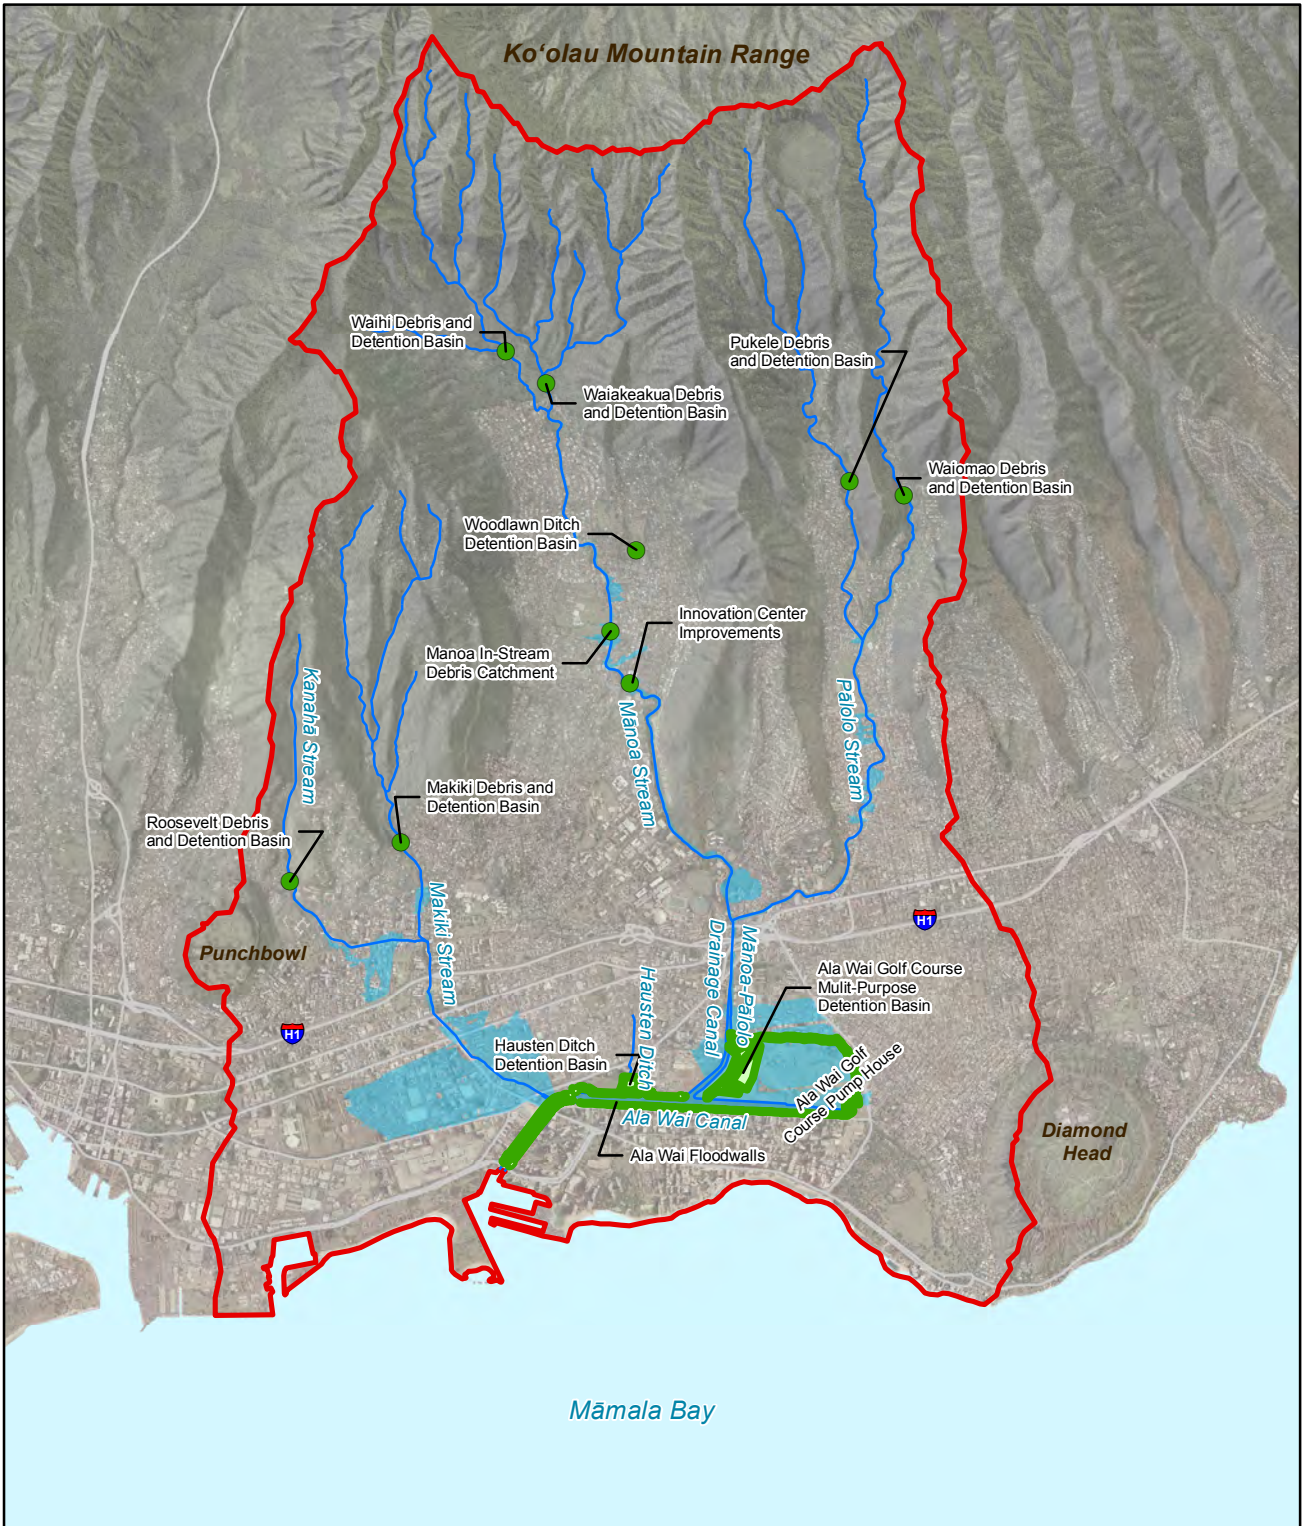 Ko‘olau Mountain Range
Waihi Debris and
Detention Basin
Pukele Debris
and Detention Basin
Waiakeakua Debris
and Detention Basin
Waiomao Debris
and Detention Basin
Woodlawn Ditch
Detention Basin
Innovation Center
Improvements
Manoa In-Stream
Debris Catchment
Kanahā Stream
Mānoa Stream
Pālolo Stream
Makiki Debris and
Detention Basin
Roosevelt Debris
and Detention Basin
Makiki Stream
Punchbowl
H1
Mānoa-Pālolo
Drainage Canal
Ala Wai Golf Course
Mulit-Purpose
Detention Basin
Hausten Ditch
H1
Hausten Ditch
Detention Basin
Ala Wai Golf
Course Pump House
Ala Wai Canal
Ala Wai Floodwalls
Diamond
Head
Māmala Bay